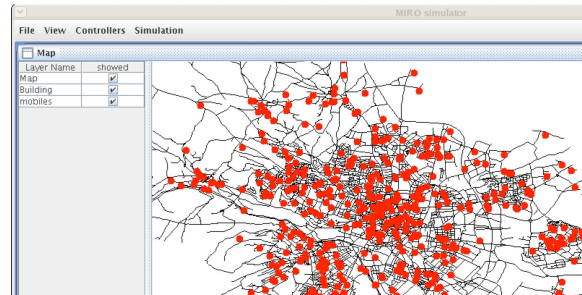 MIRO simulator
File View Controllers Simulation
Map
Layer Name showed
Map
Building
mobiles